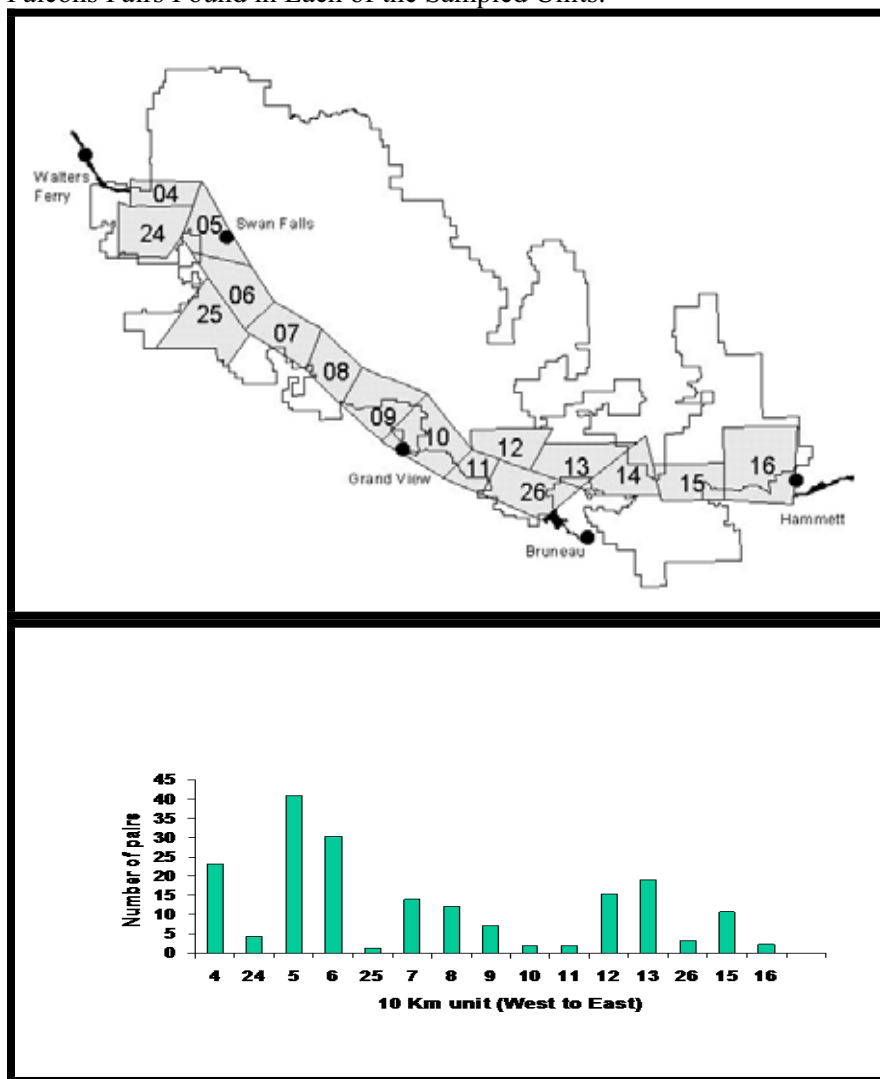 Falcons Pairs Found in Each of the Sampled Units.
Walters
Ferry
04
24
05
Swan Falls
06
25
07
08
09
10
Grand View
11
12
13
26
14
15
16
Hammett
Bruneau
Number of pairs
45
40
35
30
25
20
15
10
5
0
4 24 5 6 25 7 8 9 10 11 12 13 26 15 16
10 Km unit (West to East)